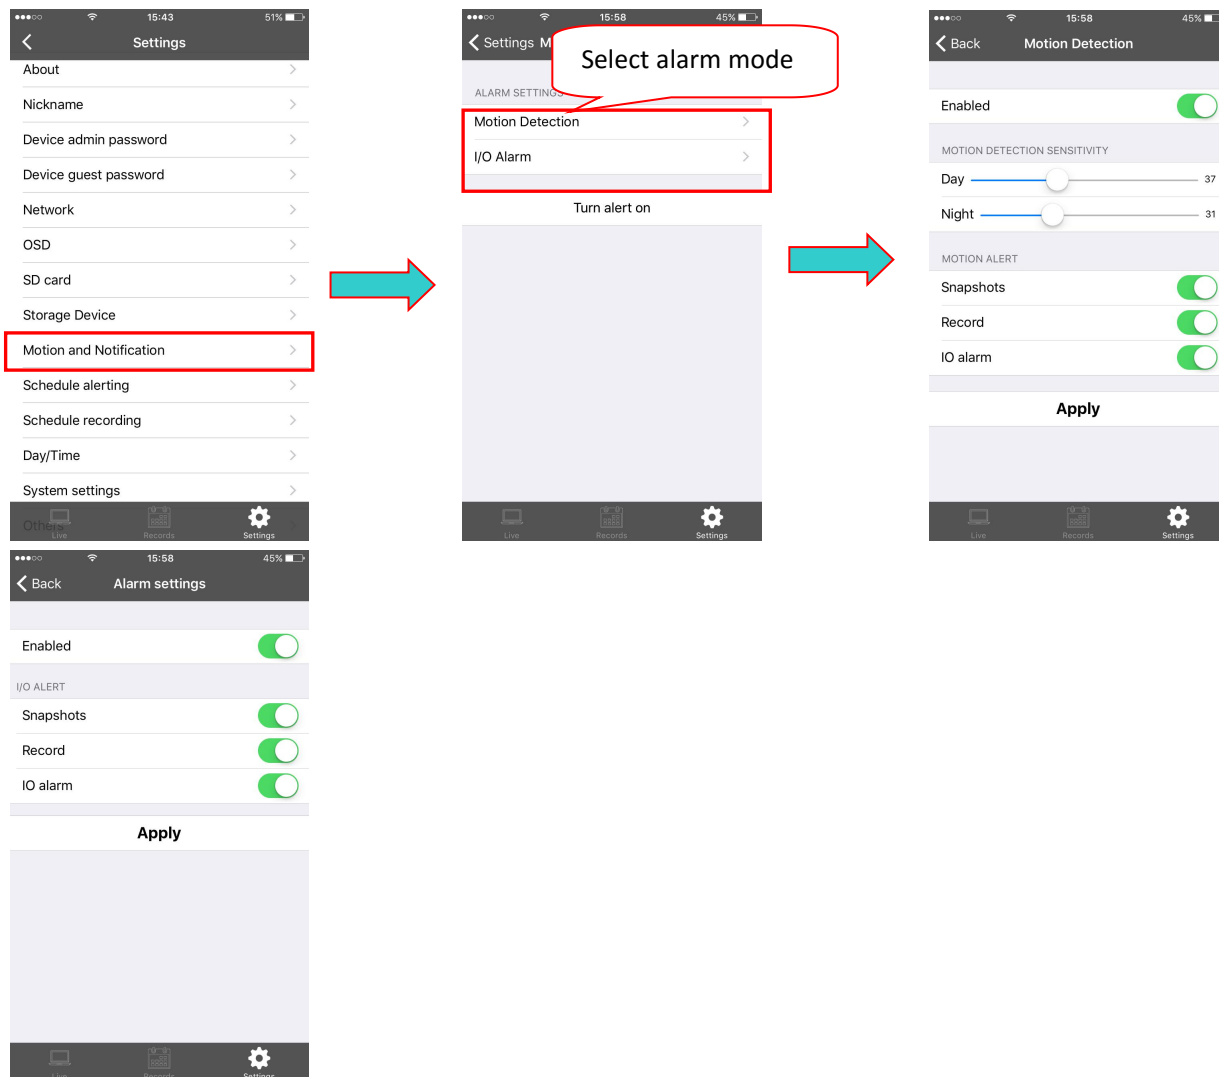 15:43
51%
Settings
About
Nickname
Device admin password
Device guest password
Network
OSD
SD card
Storage Device
Motion and Notification
Schedule alerting
Schedule recording
Day/Time
System settings
Others
Live Records Settings
15:58
45%
Settings M
Select alarm mode
ALARM SETTINGS
Motion Detection
I/O Alarm
Turn alert on
Live Records Settings
15:58
45%
Back Motion Detection
Enabled
MOTION DETECTION SENSITIVITY
Day 37
Night 31
MOTION ALERT
Snapshots
Record
IO alarm
Apply
Live Records Settings
15:58
45%
Back Alarm settings
Enabled
I/O ALERT
Snapshots
Record
IO alarm
Apply
Live Records Settings